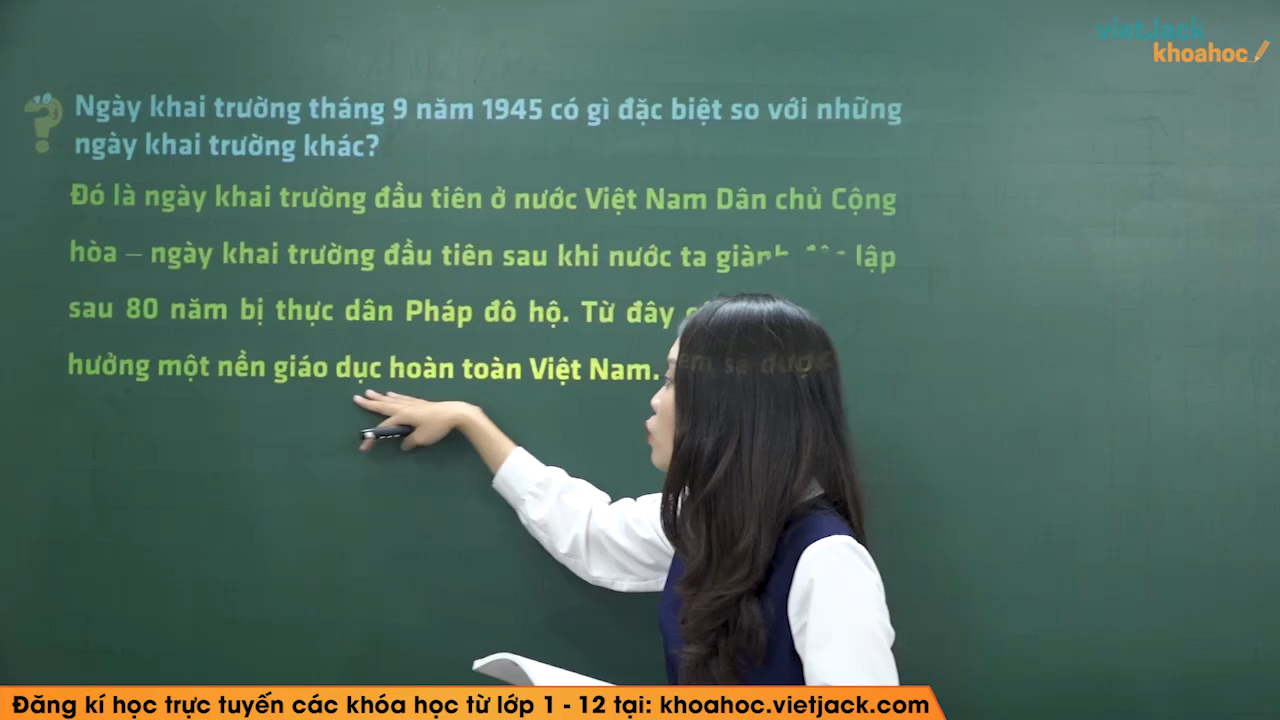 vietjack
khoahoc
Ngày khai trường tháng 9 năm 1945 có gì đặc biệt so với những
ngày khai trường khác?
Đó là ngày khai trường đầu tiên ở nước Việt Nam Dân chủ Cộng
hòa – ngày khai trường đầu tiên sau khi nước ta giành độc lập
sau 80 năm bị thực dân Pháp đô hộ. Từ đây
hưởng một nền giáo dục hoàn toàn Việt Nam.
Đăng kí học trực tuyến các khóa học từ lớp 1 - 12 tại: khoahoc.vietjack.com